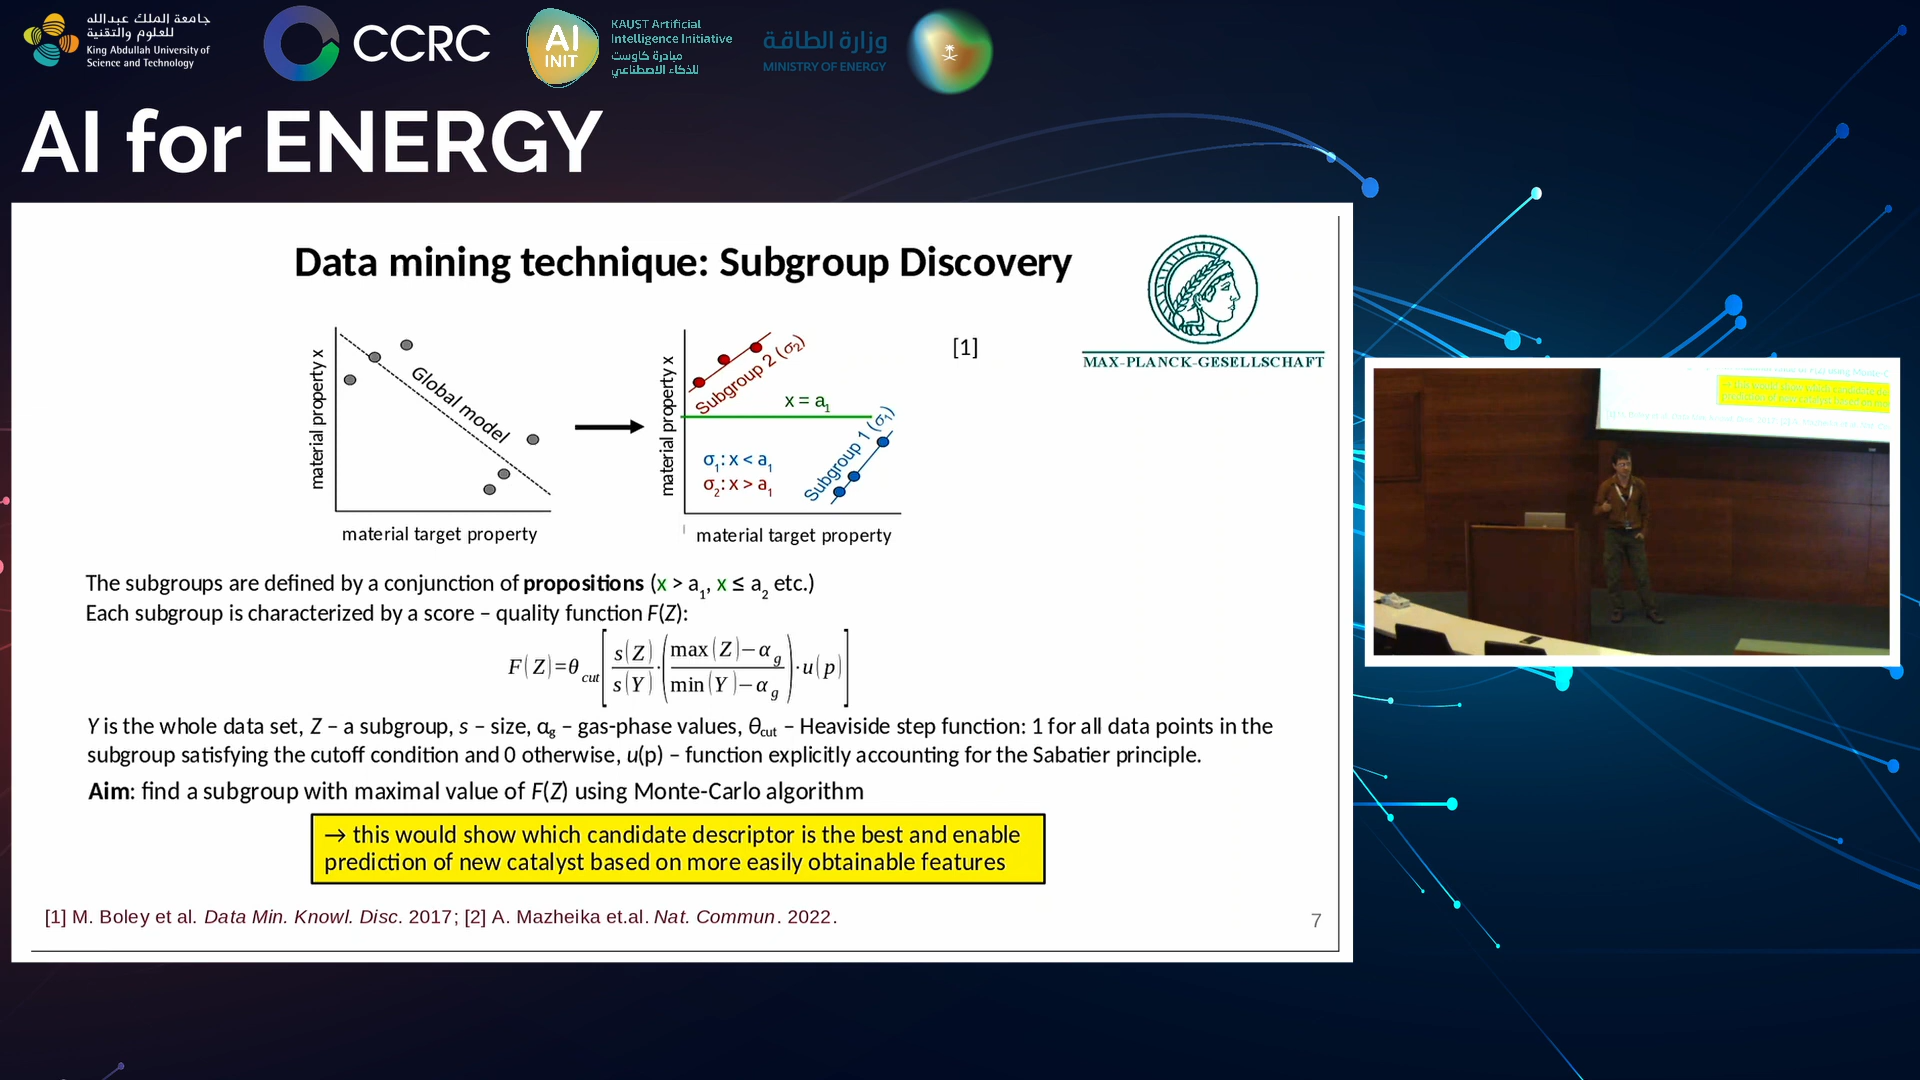 جامعة الملك عبدالله
للعلوم والتقنية
King Abdullah University of
Science and Technology
CCRC
AI
INIT
KAUST Artificial
Intelligence Initiative
مبادرة كاوست
للذكاء الاصطناعي
وزارة الطاقة
MINISTRY OF ENERGY
AI for ENERGY
Data mining technique: Subgroup Discovery
MAX-PLANCK-GESELLSCHAFT
[1]
material property x
Global model
material target property
material property x
Subgroup 2 (σ2)
x = a1
σ1: x < a1
σ2: x > a1
Subgroup 1 (σ1)
material target property
The subgroups are defined by a conjunction of propositions (x > a1, x ≤ a2 etc.)
Each subgroup is characterized by a score – quality function F(Z):
F(Z)=θcut[s(Z)/s(Y)·(max(Z)−αg/min(Y)−αg)·u(p)]
Y is the whole data set, Z – a subgroup, s – size, αg – gas-phase values, θcut – Heaviside step function: 1 for all data points in the
subgroup satisfying the cutoff condition and 0 otherwise, u(p) – function explicitly accounting for the Sabatier principle.
Aim: find a subgroup with maximal value of F(Z) using Monte-Carlo algorithm
→ this would show which candidate descriptor is the best and enable
prediction of new catalyst based on more easily obtainable features
[1] M. Boley et al. Data Min. Knowl. Disc. 2017; [2] A. Mazheika et.al. Nat. Commun. 2022.
7